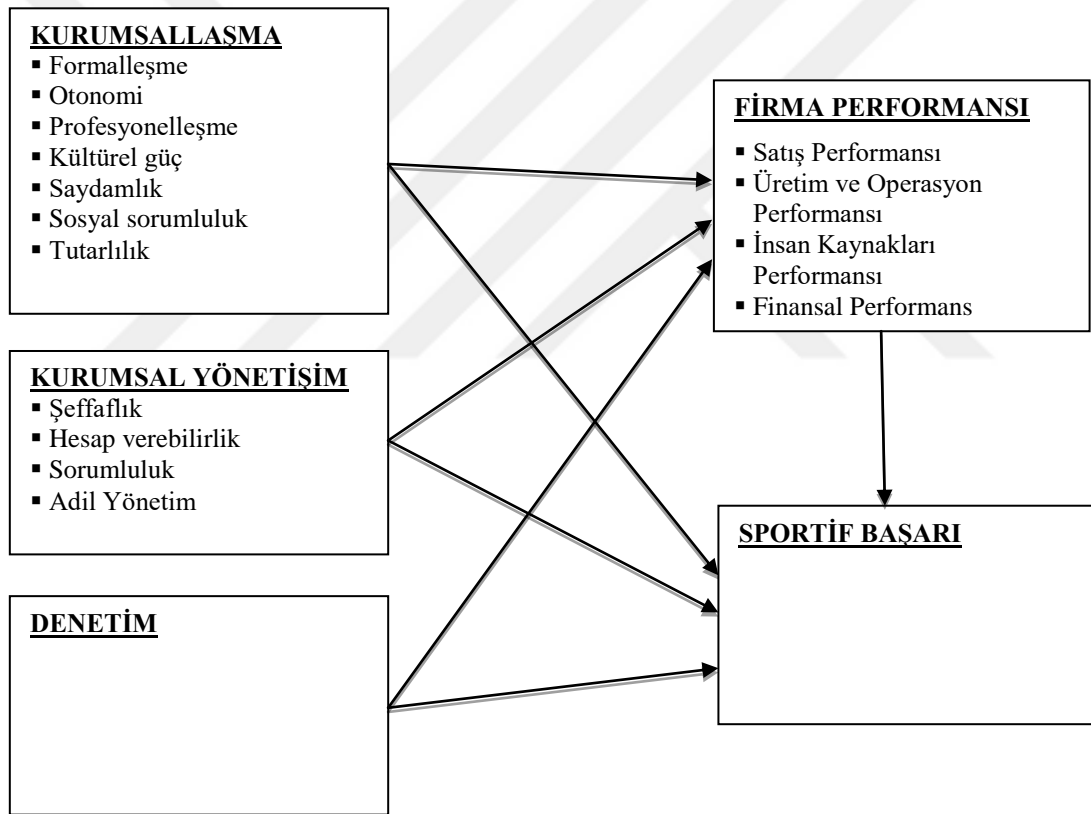 KURUMSALLAŞMA
▪ Formalleşme
▪ Otonomi
▪ Profesyonelleşme
▪ Kültürel güç
▪ Saydamlık
▪ Sosyal sorumluluk
▪ Tutarlılık
KURUMSAL YÖNETİŞİM
▪ Şeffaflık
▪ Hesap verebilirlik
▪ Sorumluluk
▪ Adil Yönetim
DENETİM
FİRMA PERFORMANSI
▪ Satış Performansı
▪ Üretim ve Operasyon
Performansı
▪ İnsan Kaynakları
Performansı
▪ Finansal Performans
SPORTİF BAŞARI